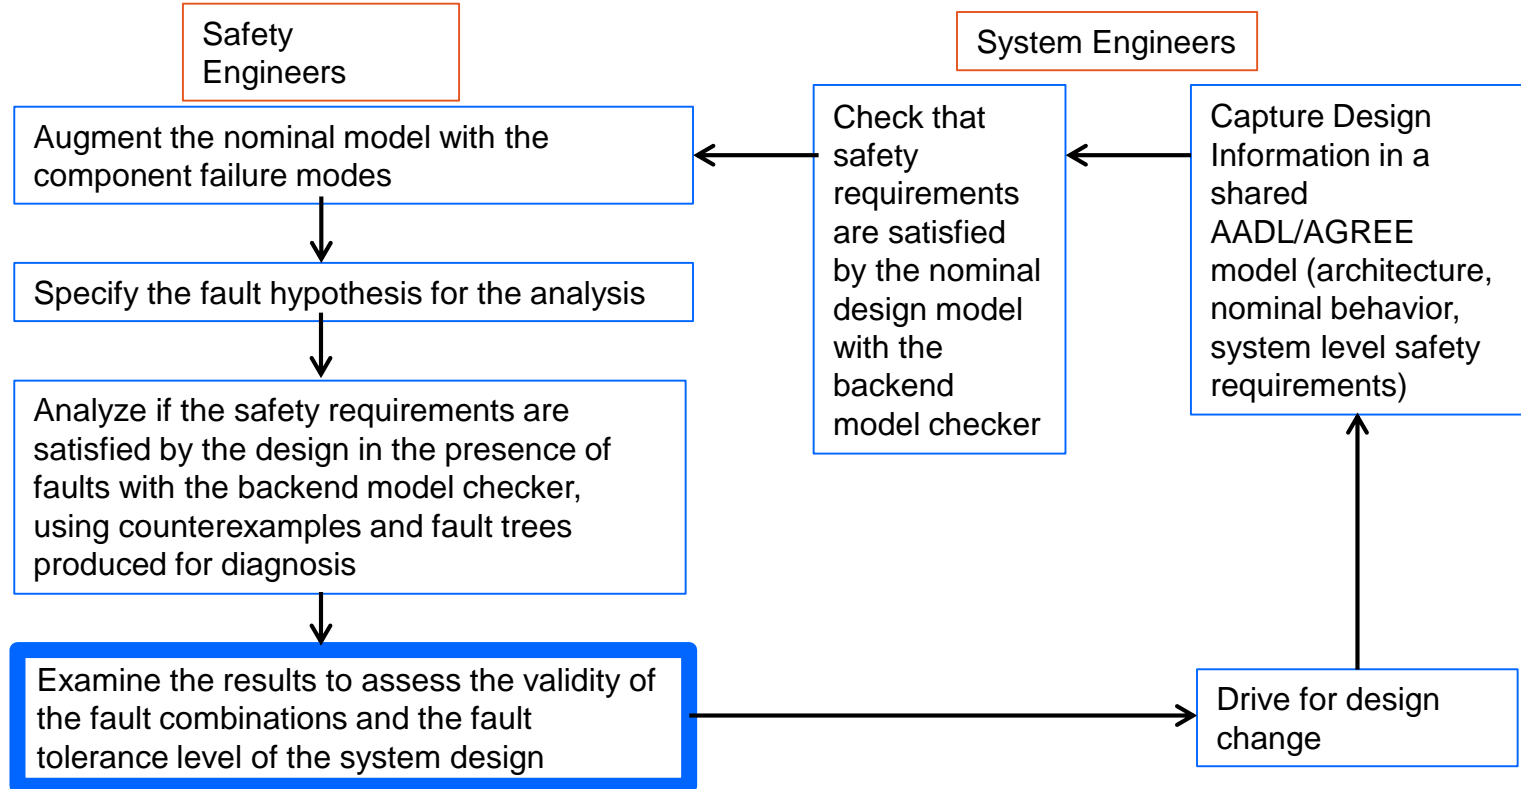 Safety
Engineers
System Engineers
Augment the nominal model with the
component failure modes
Check that
safety
requirements
are satisfied
by the nominal
design model
with the
backend
model checker
Capture Design
Information in a
shared
AADL/AGREE
model (architecture,
nominal behavior,
system level safety
requirements)
Specify the fault hypothesis for the analysis
Analyze if the safety requirements are
satisfied by the design in the presence of
faults with the backend model checker,
using counterexamples and fault trees
produced for diagnosis
Examine the results to assess the validity of
the fault combinations and the fault
tolerance level of the system design
Drive for design
change